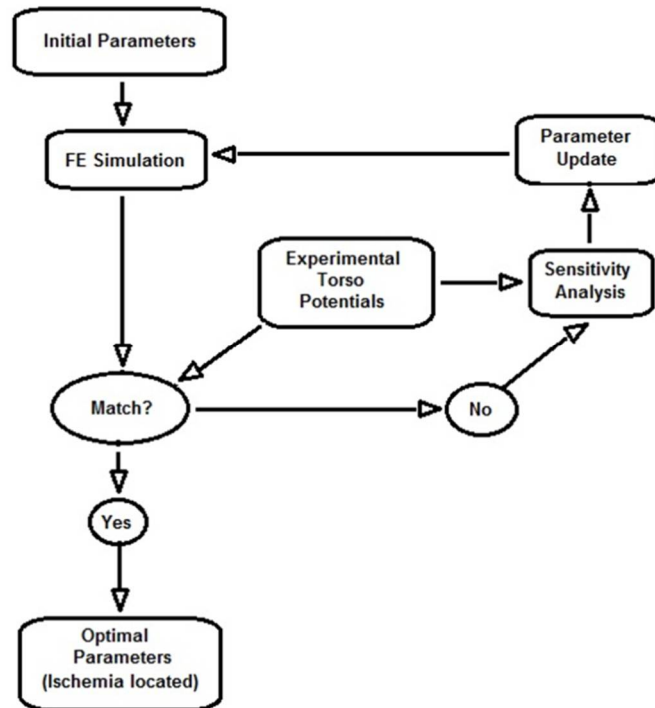 Initial Parameters
FE Simulation
Parameter
Update
Experimental
Torso
Potentials
Sensitivity
Analysis
Match?
No
Yes
Optimal
Parameters
(Ischemia located)